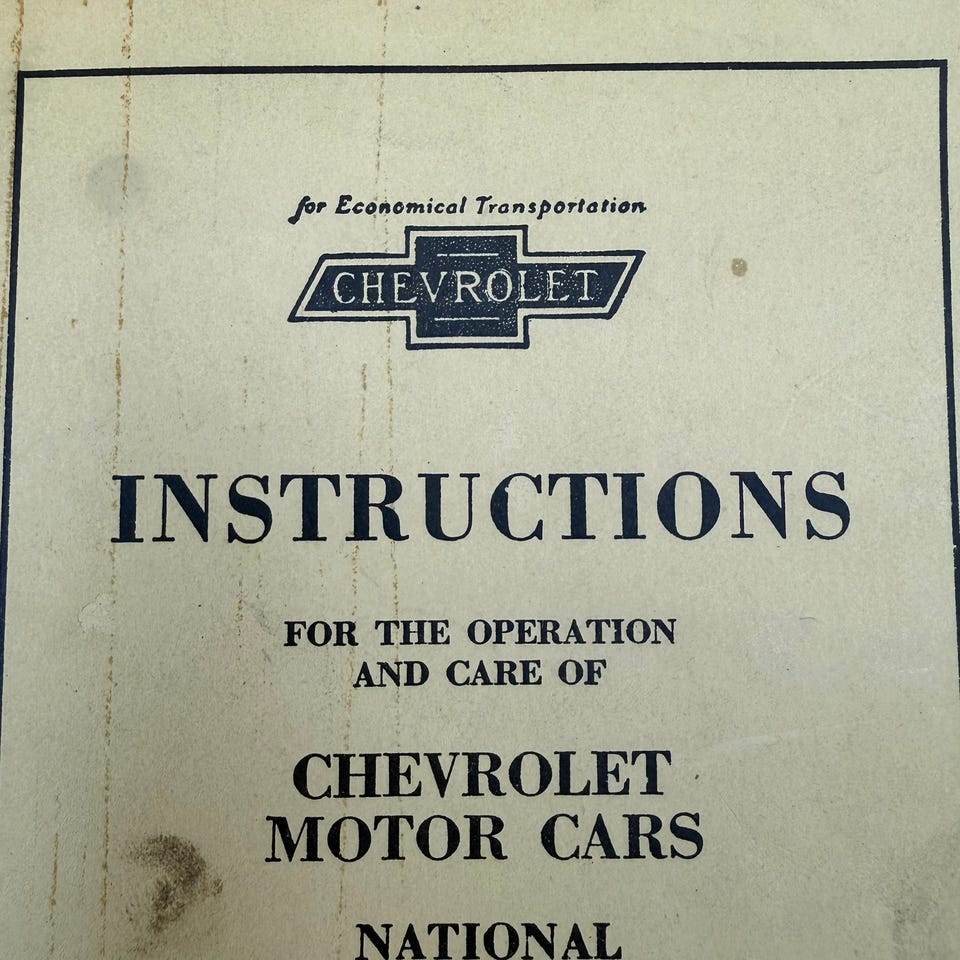 for Economical Transportation
CHEVROLET
INSTRUCTIONS
FOR THE OPERATION
AND CARE OF
CHEVROLET
MOTOR CARS
NATIONAL